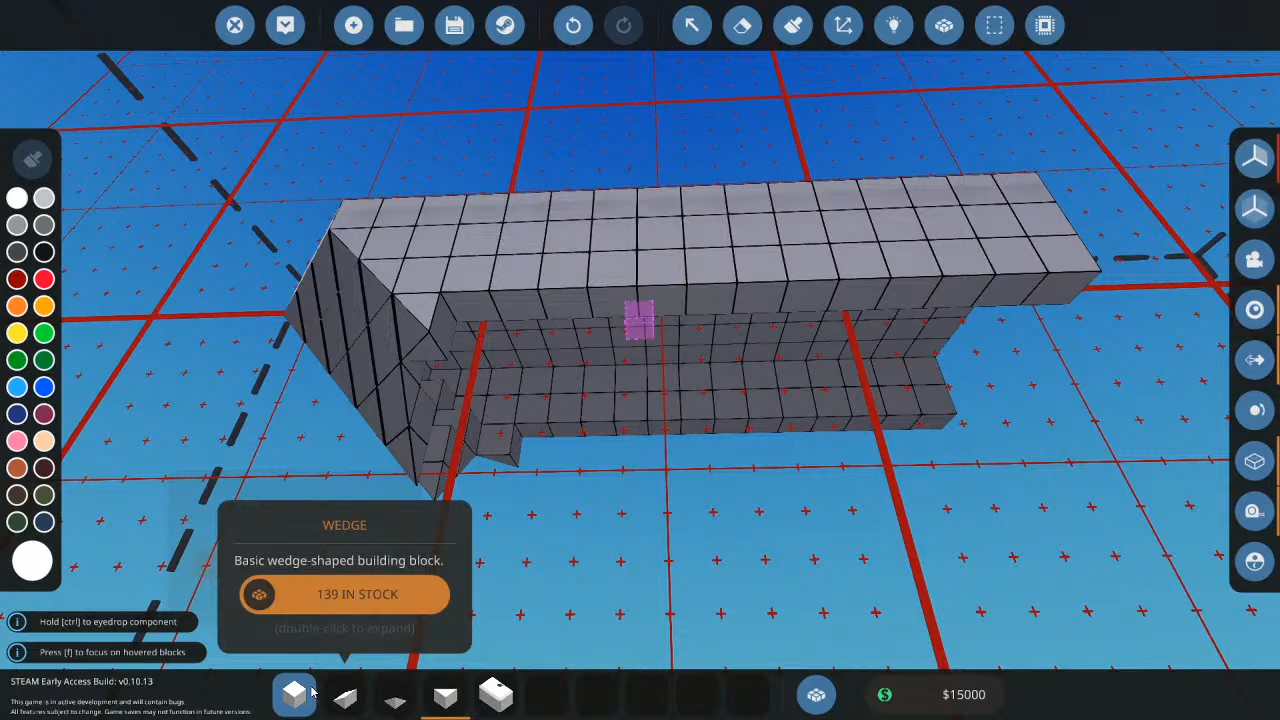 WEDGE
Basic wedge-shaped building block.
139 IN STOCK
(double-click to expand)
Hold [ctrl] to eyedrop component
Press [f] to focus on hovered blocks
STEAM Early Access Build: v0.10.13
This game is in active development and will contain bugs
All features subject to change. Game saves may not function in future versions.
$
$15000